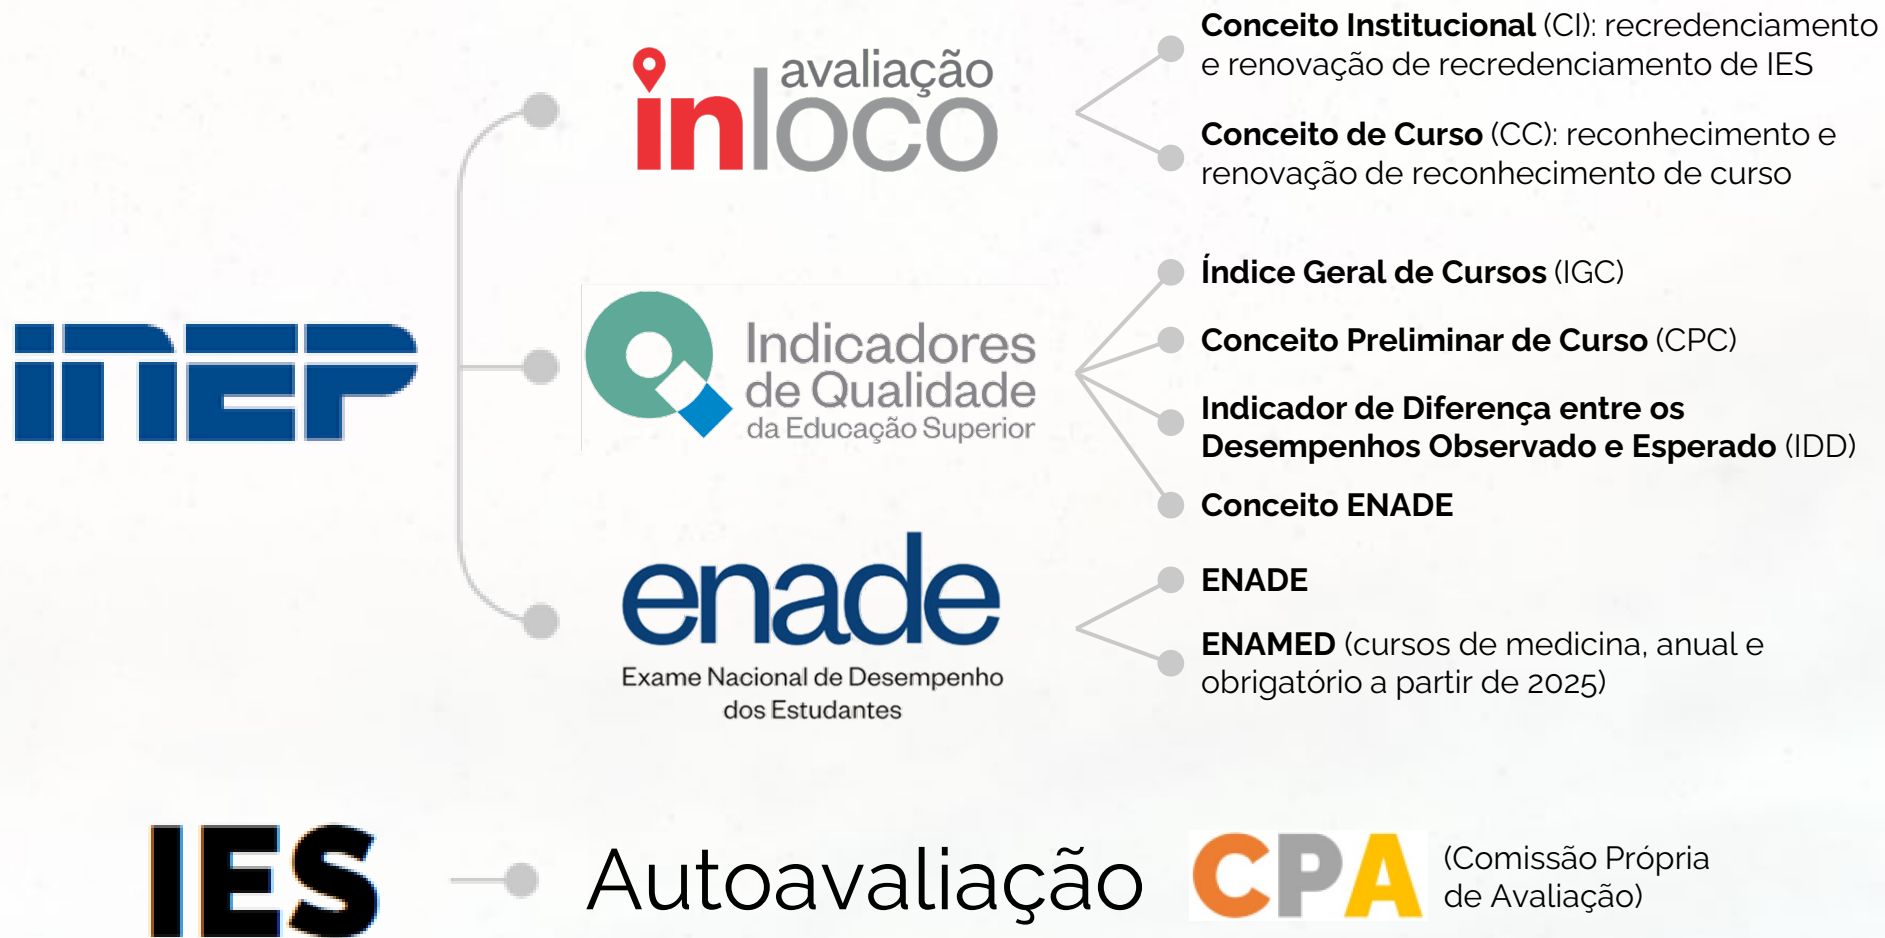 inep
avaliação
inloco
Conceito Institucional (CI): recredenciamento
e renovação de recredenciamento de IES
Conceito de Curso (CC): reconhecimento e
renovação de reconhecimento de curso
Indicadores
de Qualidade
da Educação Superior
Índice Geral de Cursos (IGC)
Conceito Preliminar de Curso (CPC)
Indicador de Diferença entre os
Desempenhos Observado e Esperado (IDD)
Conceito ENADE
enade
Exame Nacional de Desempenho
dos Estudantes
ENADE
ENAMED (cursos de medicina, anual e
obrigatório a partir de 2025)
IES
Autoavaliação
CPA
(Comissão Própria
de Avaliação)